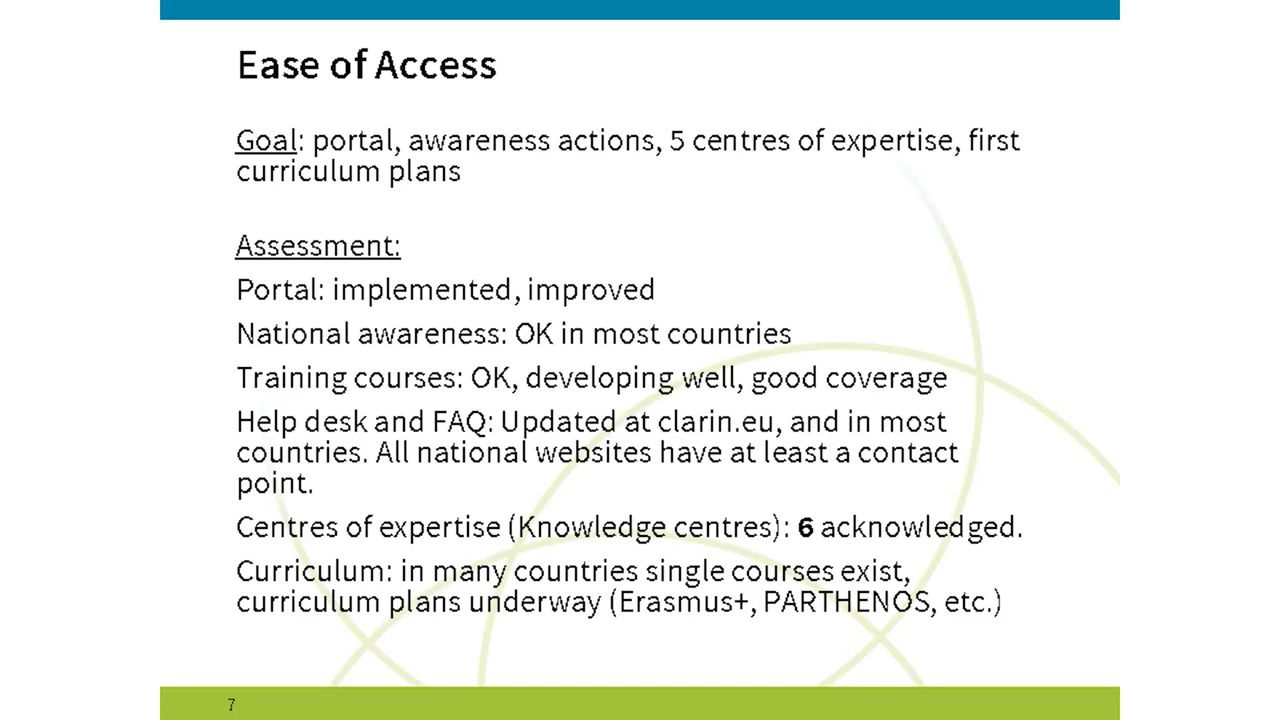 Ease of Access
Goal: portal, awareness actions, 5 centres of expertise, first
curriculum plans
Assessment:
Portal: implemented, improved
National awareness: OK in most countries
Training courses: OK, developing well, good coverage
Help desk and FAQ: Updated at clarin.eu, and in most
countries. All national websites have at least a contact
point.
Centres of expertise (Knowledge centres): 6 acknowledged.
Curriculum: in many countries single courses exist,
curriculum plans underway (Erasmus+, PARTHENOS, etc.)
7